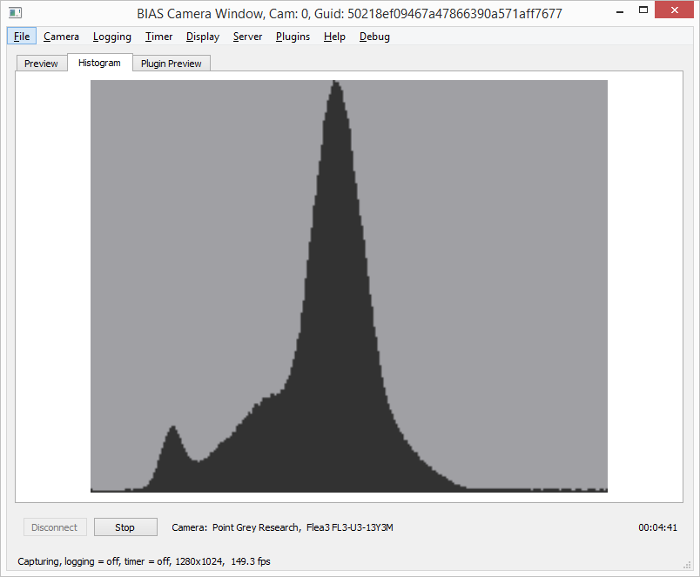 BIAS Camera Window, Cam: 0, Guid: 50218ef09467a47866390a571aff7677
File Camera Logging Timer Display Server Plugins Help Debug
Preview Histogram Plugin Preview
Disconnect Stop Camera: Point Grey Research, Flea3 FL3-U3-13Y3M 00:04:41
Capturing, logging = off, timer = off, 1280x1024, 149.3 fps